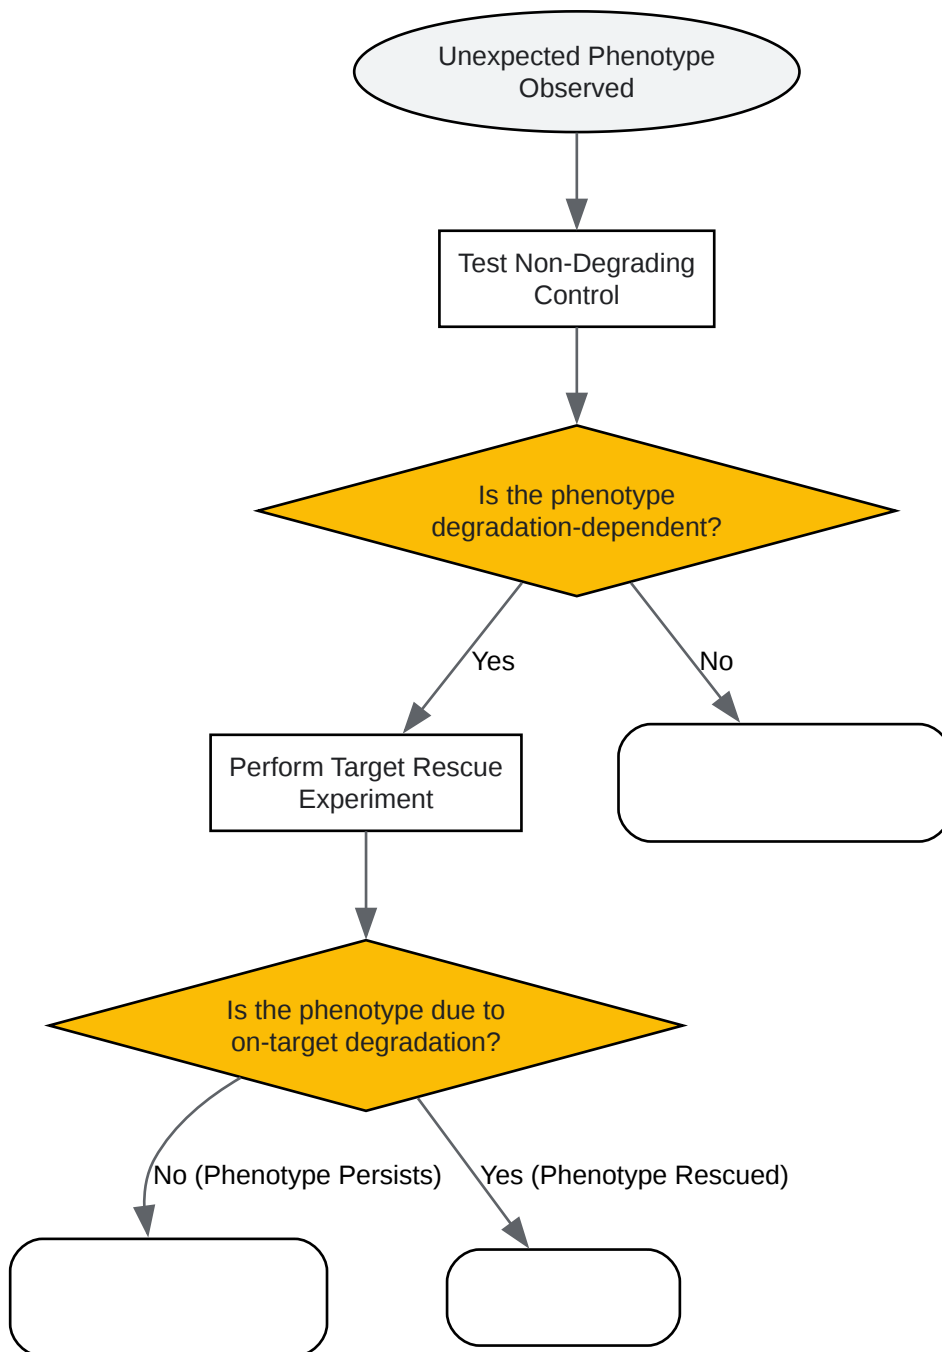 Unexpected Phenotype
Observed
Test Non-Degrading
Control
Is the phenotype
degradation-dependent?
Yes
No
Perform Target Rescue
Experiment
Is the phenotype due to
on-target degradation?
No (Phenotype Persists)
Yes (Phenotype Rescued)